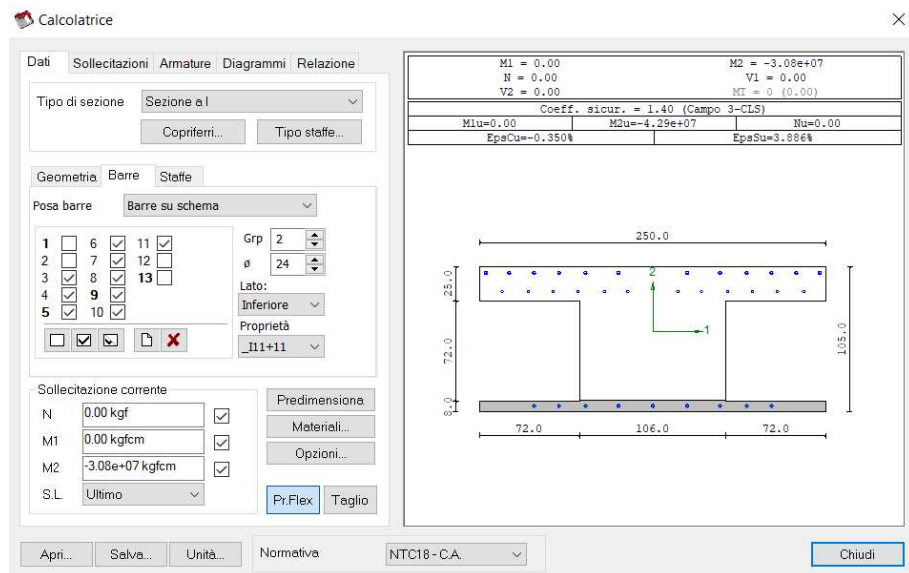 Calcolatrice
Dati Sollecitazioni Armature Diagrammi Relazione
Tipo di sezione Sezione a I
Copriferri... Tipo staffe...
Geometria Barre Staffe
Posa barre Barre su schema
1 6 11
2 7 12
3 8 13
4 9
5 10
Grp 2
ø 24
Lato:
Inferiore
Proprietà
_I11+11
Sollecitazione corrente
N 0.00 kgf
M1 0.00 kgfcm
M2 -3.08e+07 kgfcm
S.L. Ultimo
Predimensiona
Materiali...
Opzioni...
Pr.Flex Taglio
Apri... Salva... Unità... Normativa NTC18 - C.A. Chiudi
M1 = 0.00 M2 = -3.08e+07
N = 0.00 V1 = 0.00
V2 = 0.00 MT = 0 (0.00)
Coeff. sicur. = 1.40 (Campo 3-CLS)
M1u=0.00 M2u=-4.29e+07 Nu=0.00
EpsCu=-0.350% EpsSu=3.886%
250.0
25.0
2
1
72.0
105.0
8.0
72.0 106.0 72.0